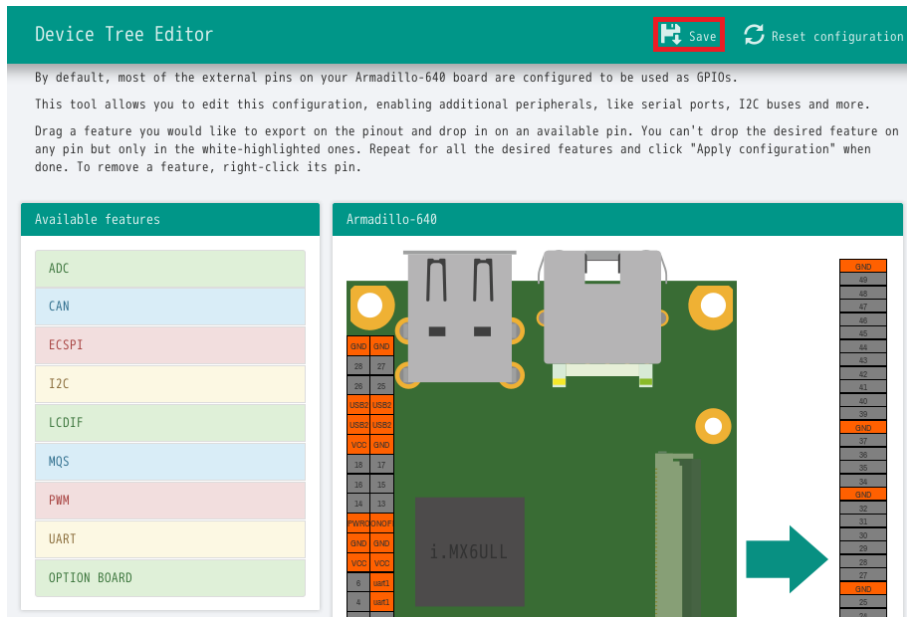 Device Tree Editor
Save
Reset configuration
By default, most of the external pins on your Armadillo-640 board are configured to be used as GPIOs.
This tool allows you to edit this configuration, enabling additional peripherals, like serial ports, I2C buses and more.
Drag a feature you would like to export on the pinout and drop in on an available pin. You can't drop the desired feature on
any pin but only in the white-highlighted ones. Repeat for all the desired features and click "Apply configuration" when
done. To remove a feature, right-click its pin.
Available features
ADC
CAN
ECSPI
I2C
LCDIF
MQS
PWM
UART
OPTION BOARD
Armadillo-640
GND GND
28 27
26 25
USB2 USB2
USB2 USB2
VCC GND
18 17
16 15
14 13
GND GND
VCC VCC
6 uart1
4 uart1
i.MX6ULL
GND
49
48
47
46
45
44
43
42
41
40
39
GND
37
36
35
34
GND
32
31
30
29
28
27
GND
25